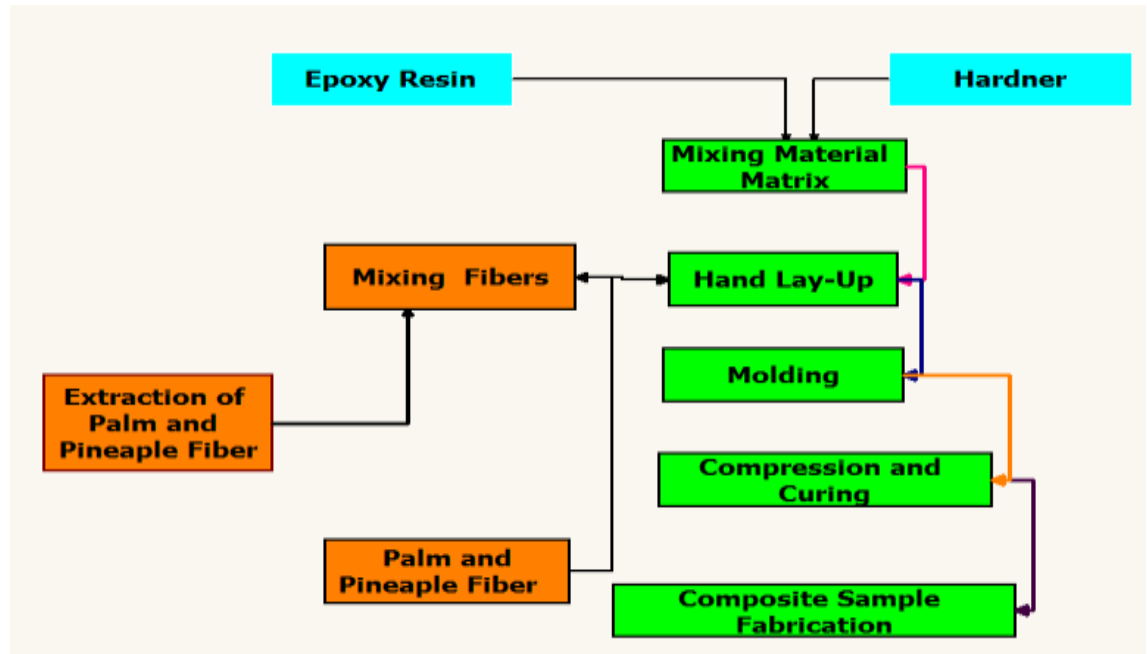 Epoxy Resin
Hardner
Mixing Material
Matrix
Mixing Fibers
Hand Lay-Up
Molding
Extraction of
Palm and
Pineaple Fiber
Compression and
Curing
Palm and
Pineaple Fiber
Composite Sample
Fabrication